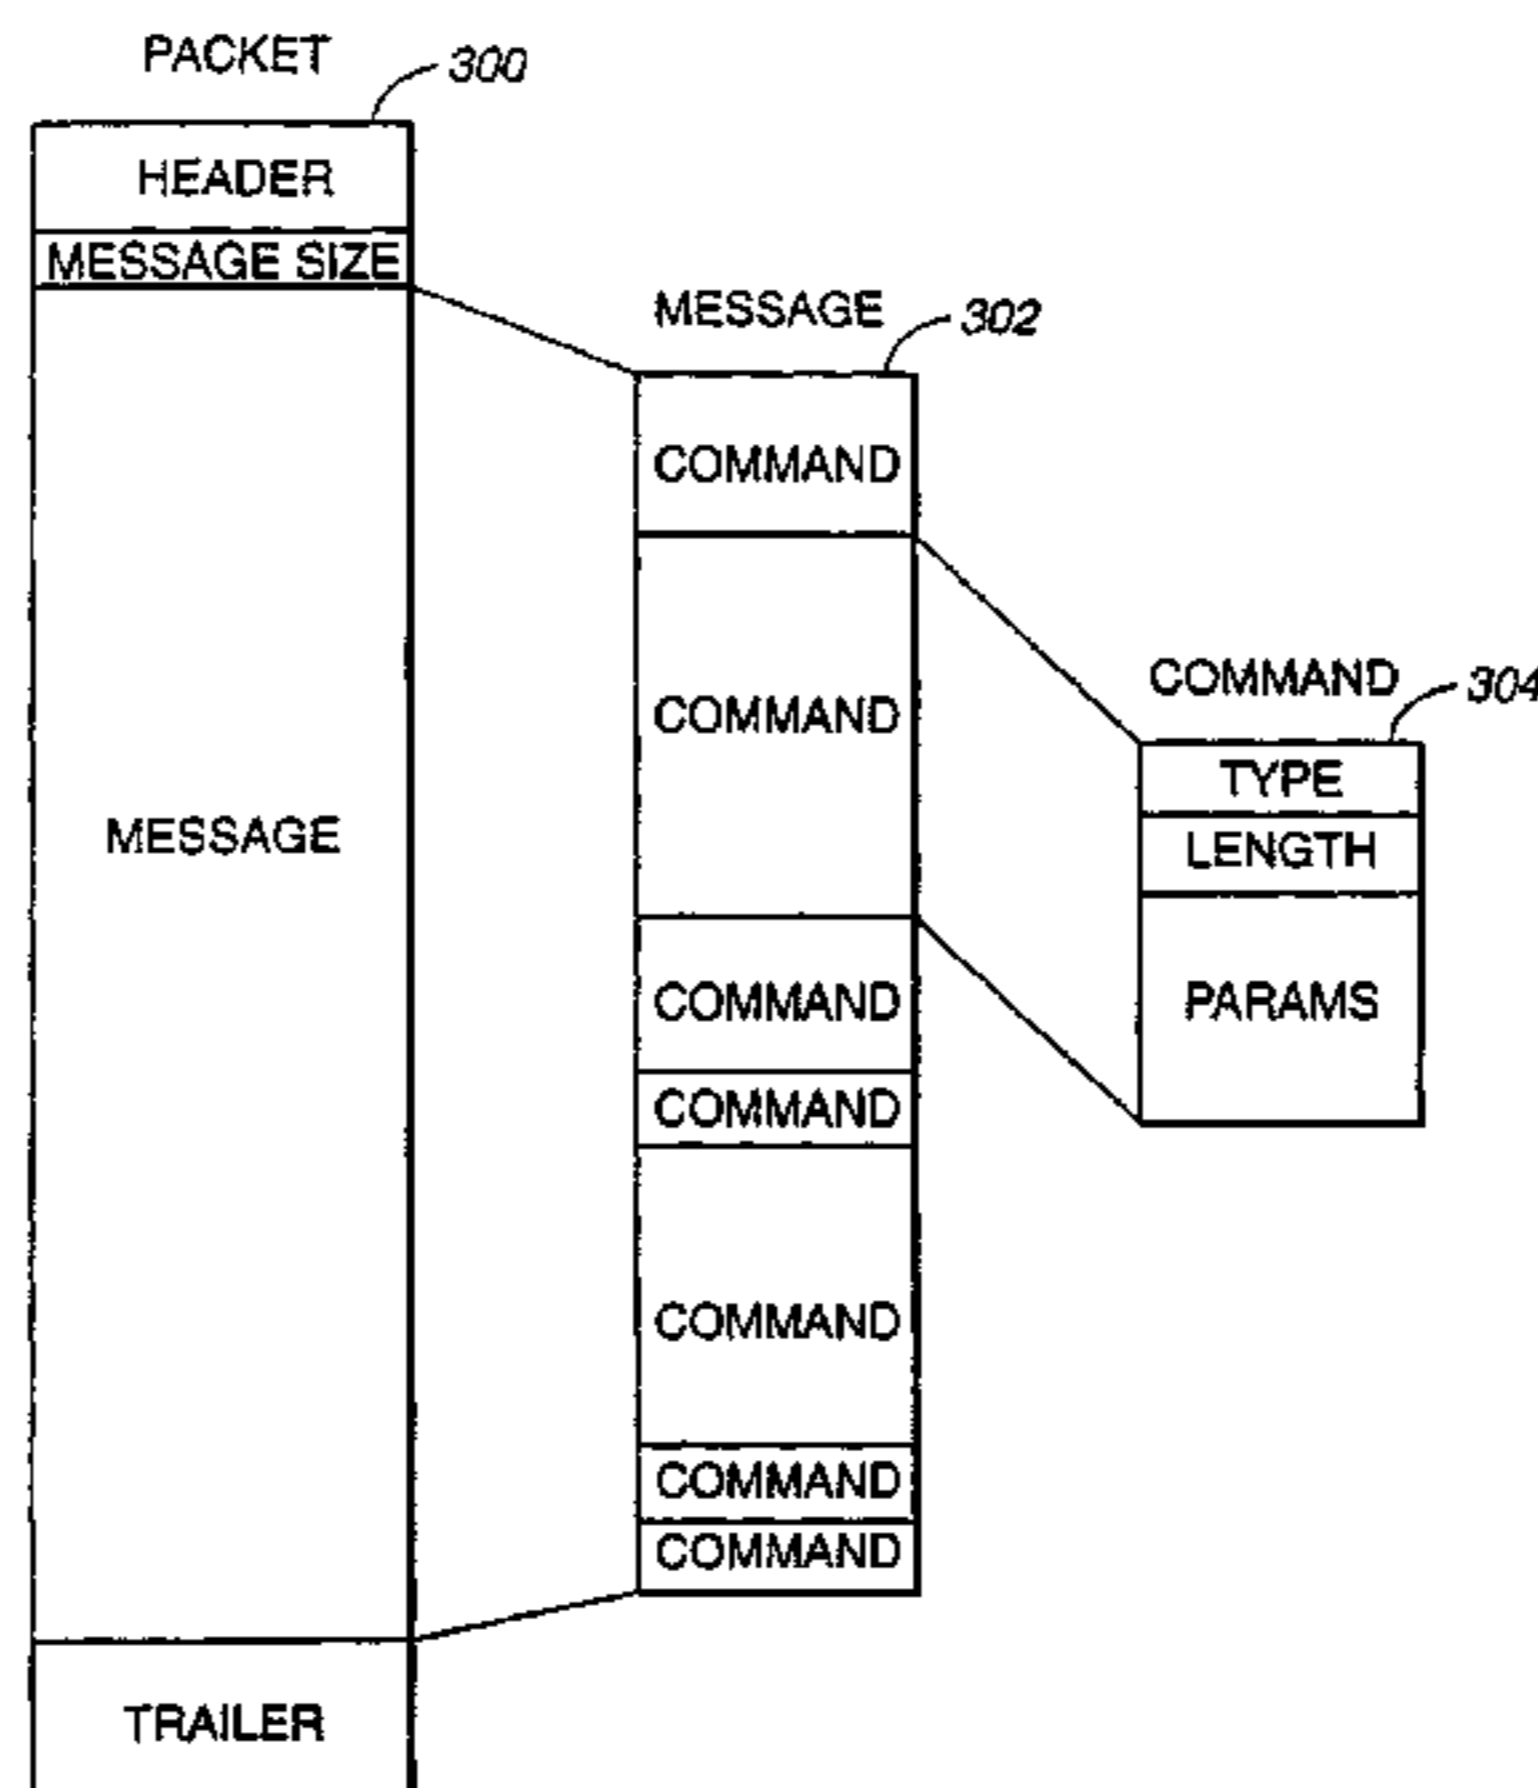 PACKET
300
HEADER
MESSAGE SIZE
MESSAGE
MESSAGE
302
COMMAND
COMMAND
COMMAND
COMMAND
COMMAND
COMMAND
COMMAND
COMMAND
304
TYPE
LENGTH
PARAMS
TRAILER